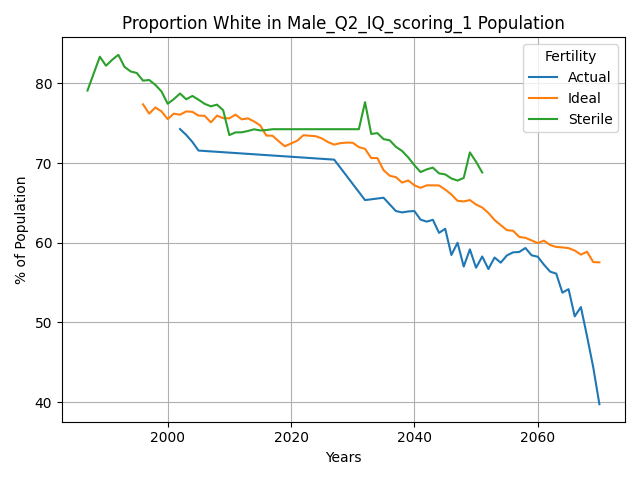 Proportion White in Male_Q2_IQ_scoring_1 Population
Fertility
Actual
Ideal
Sterile
% of Population
80
70
60
50
40
2000
2020
2040
2060
Years